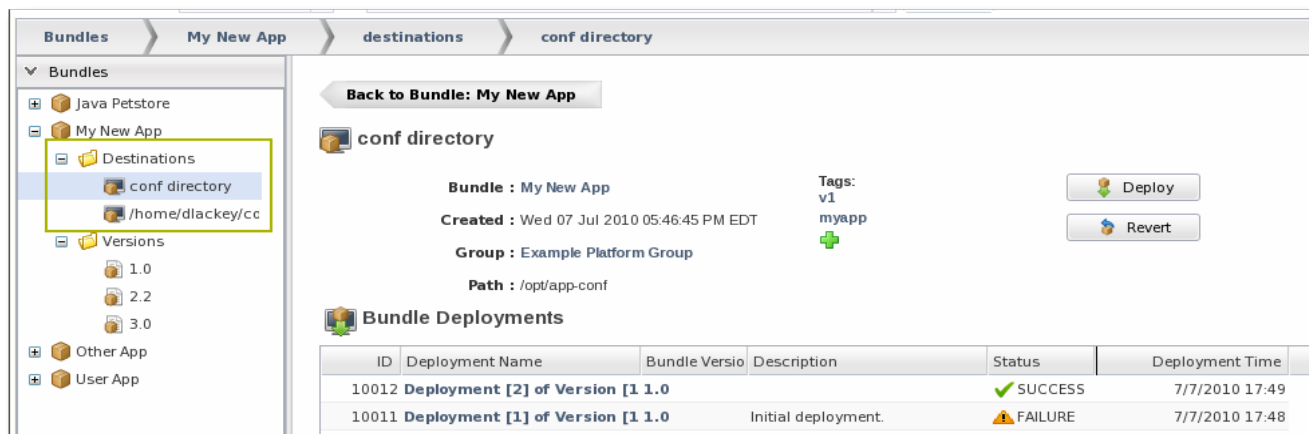 Bundles My New App destinations conf directory
Bundles
Java Petstore
My New App
Destinations
conf directory
/home/dlackey/cc
Versions
1.0
2.2
3.0
Other App
User App
Back to Bundle: My New App
conf directory
Bundle : My New App
Created : Wed 07 Jul 2010 05:46:45 PM EDT
Group : Example Platform Group
Path : /opt/app-conf
Tags:
v1
myapp
Deploy
Revert
Bundle Deployments
ID Deployment Name Bundle Versio Description Status Deployment Time
10012 Deployment [2] of Version [1 1.0 SUCCESS 7/7/2010 17:49
10011 Deployment [1] of Version [1 1.0 Initial deployment. FAILURE 7/7/2010 17:48